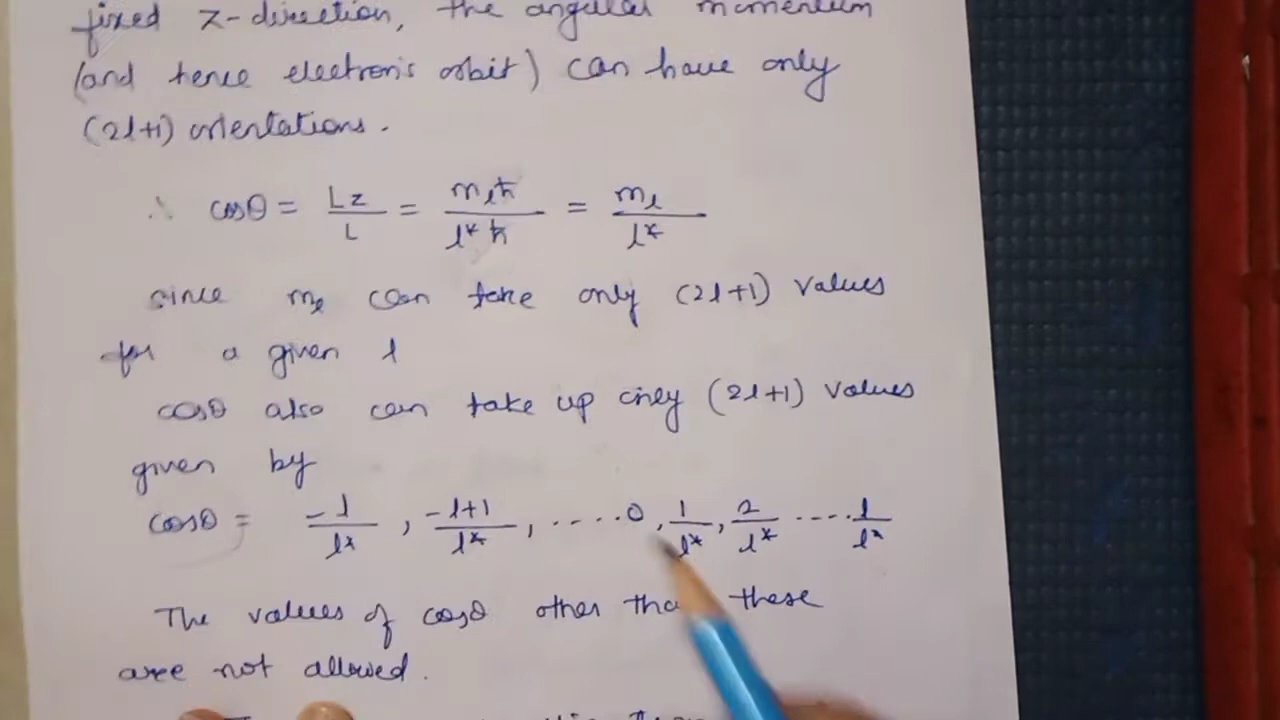 fixed z-direction, the angular momentum
(and hence electron's orbit) can have only
(2l+1) orientations.
∴ cosθ = Lz/L = mₗℏ/l*ℏ = mₗ/l*
since mₗ can take only (2l+1) values
for a given l
cosθ also can take up only (2l+1) values
given by
cosθ = -l/l*, -l+1/l*, ....0, 1/l*, 2/l* ....l/l*
The values of cosθ other than these
are not allowed.